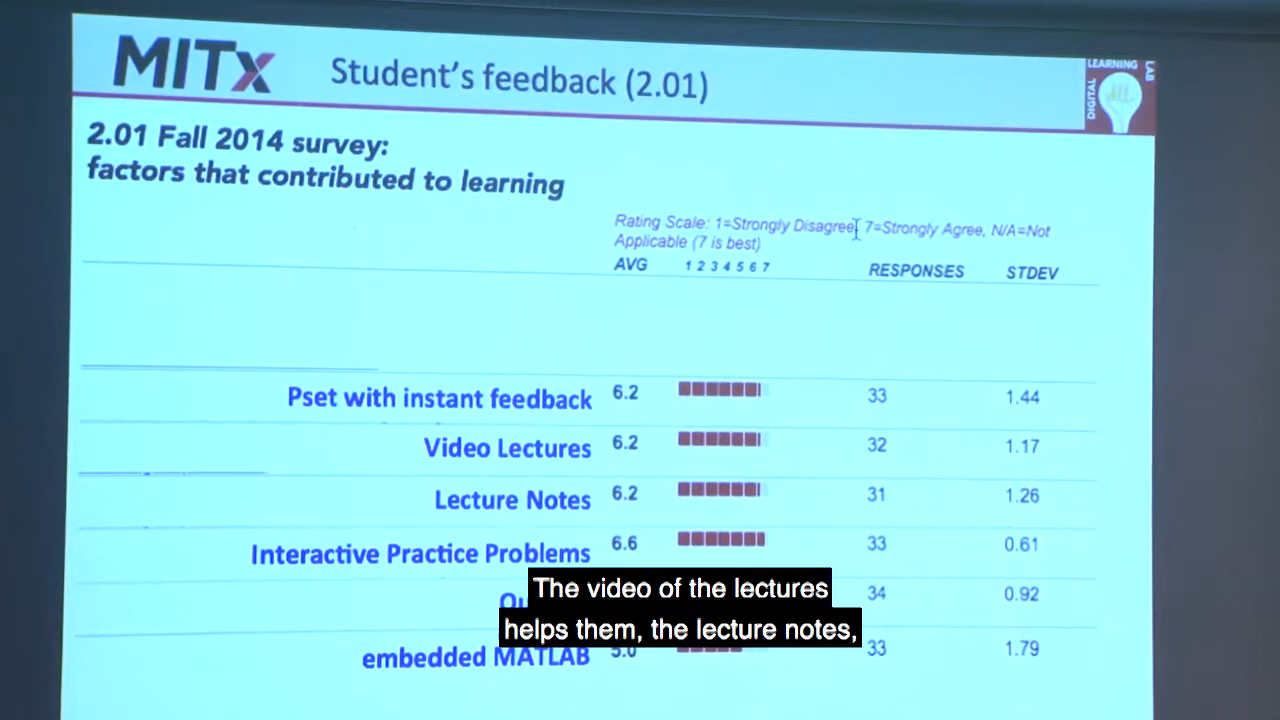 MITx
Student's feedback (2.01)
DIGITAL LEARNING LAB
2.01 Fall 2014 survey:
factors that contributed to learning
Rating Scale: 1=Strongly Disagree, 7=Strongly Agree, N/A=Not
Applicable (7 is best)
AVG 1 2 3 4 5 6 7 RESPONSES STDEV
Pset with instant feedback 6.2 33 1.44
Video Lectures 6.2 32 1.17
Lecture Notes 6.2 31 1.26
Interactive Practice Problems 6.6 33 0.61
34 0.92
embedded MATLAB 5.0 33 1.79
The video of the lectures
helps them, the lecture notes,